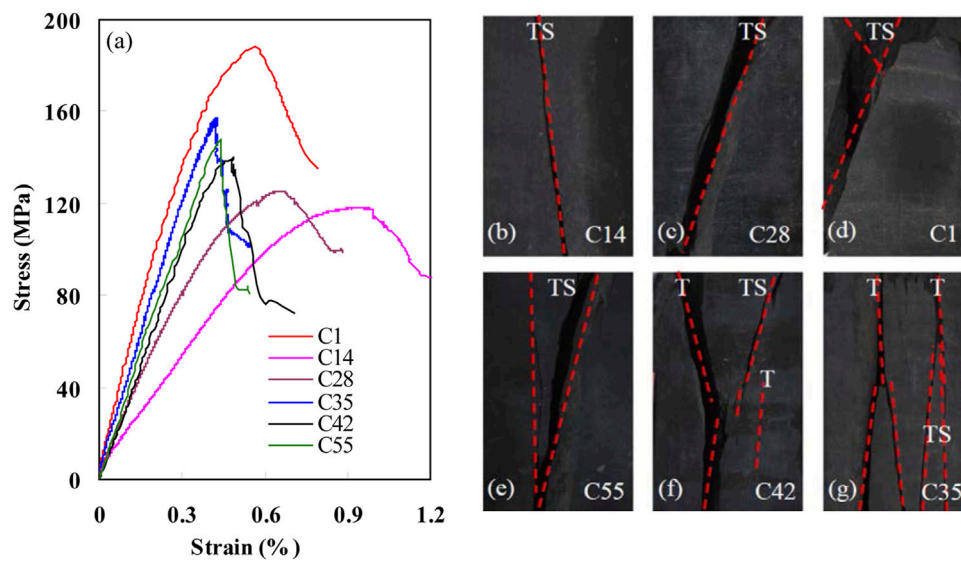 (a)
Stress (MPa)
200
160
120
80
40
0
0 0.3 0.6 0.9 1.2
Strain (%)
C1
C14
C28
C35
C42
C55
TS
(b) C14
TS
(c) C28
TS
(d) C1
TS
(e) C55
T TS
T
(f) C42
T T
TS
(g) C35